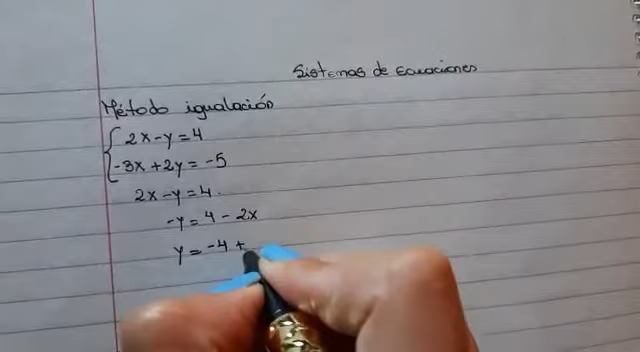 Sistemas de Ecuaciones
Método igualación
2x-y=4
-3x+2y=-5
2x-y=4
-y=4-2x
y=-4+